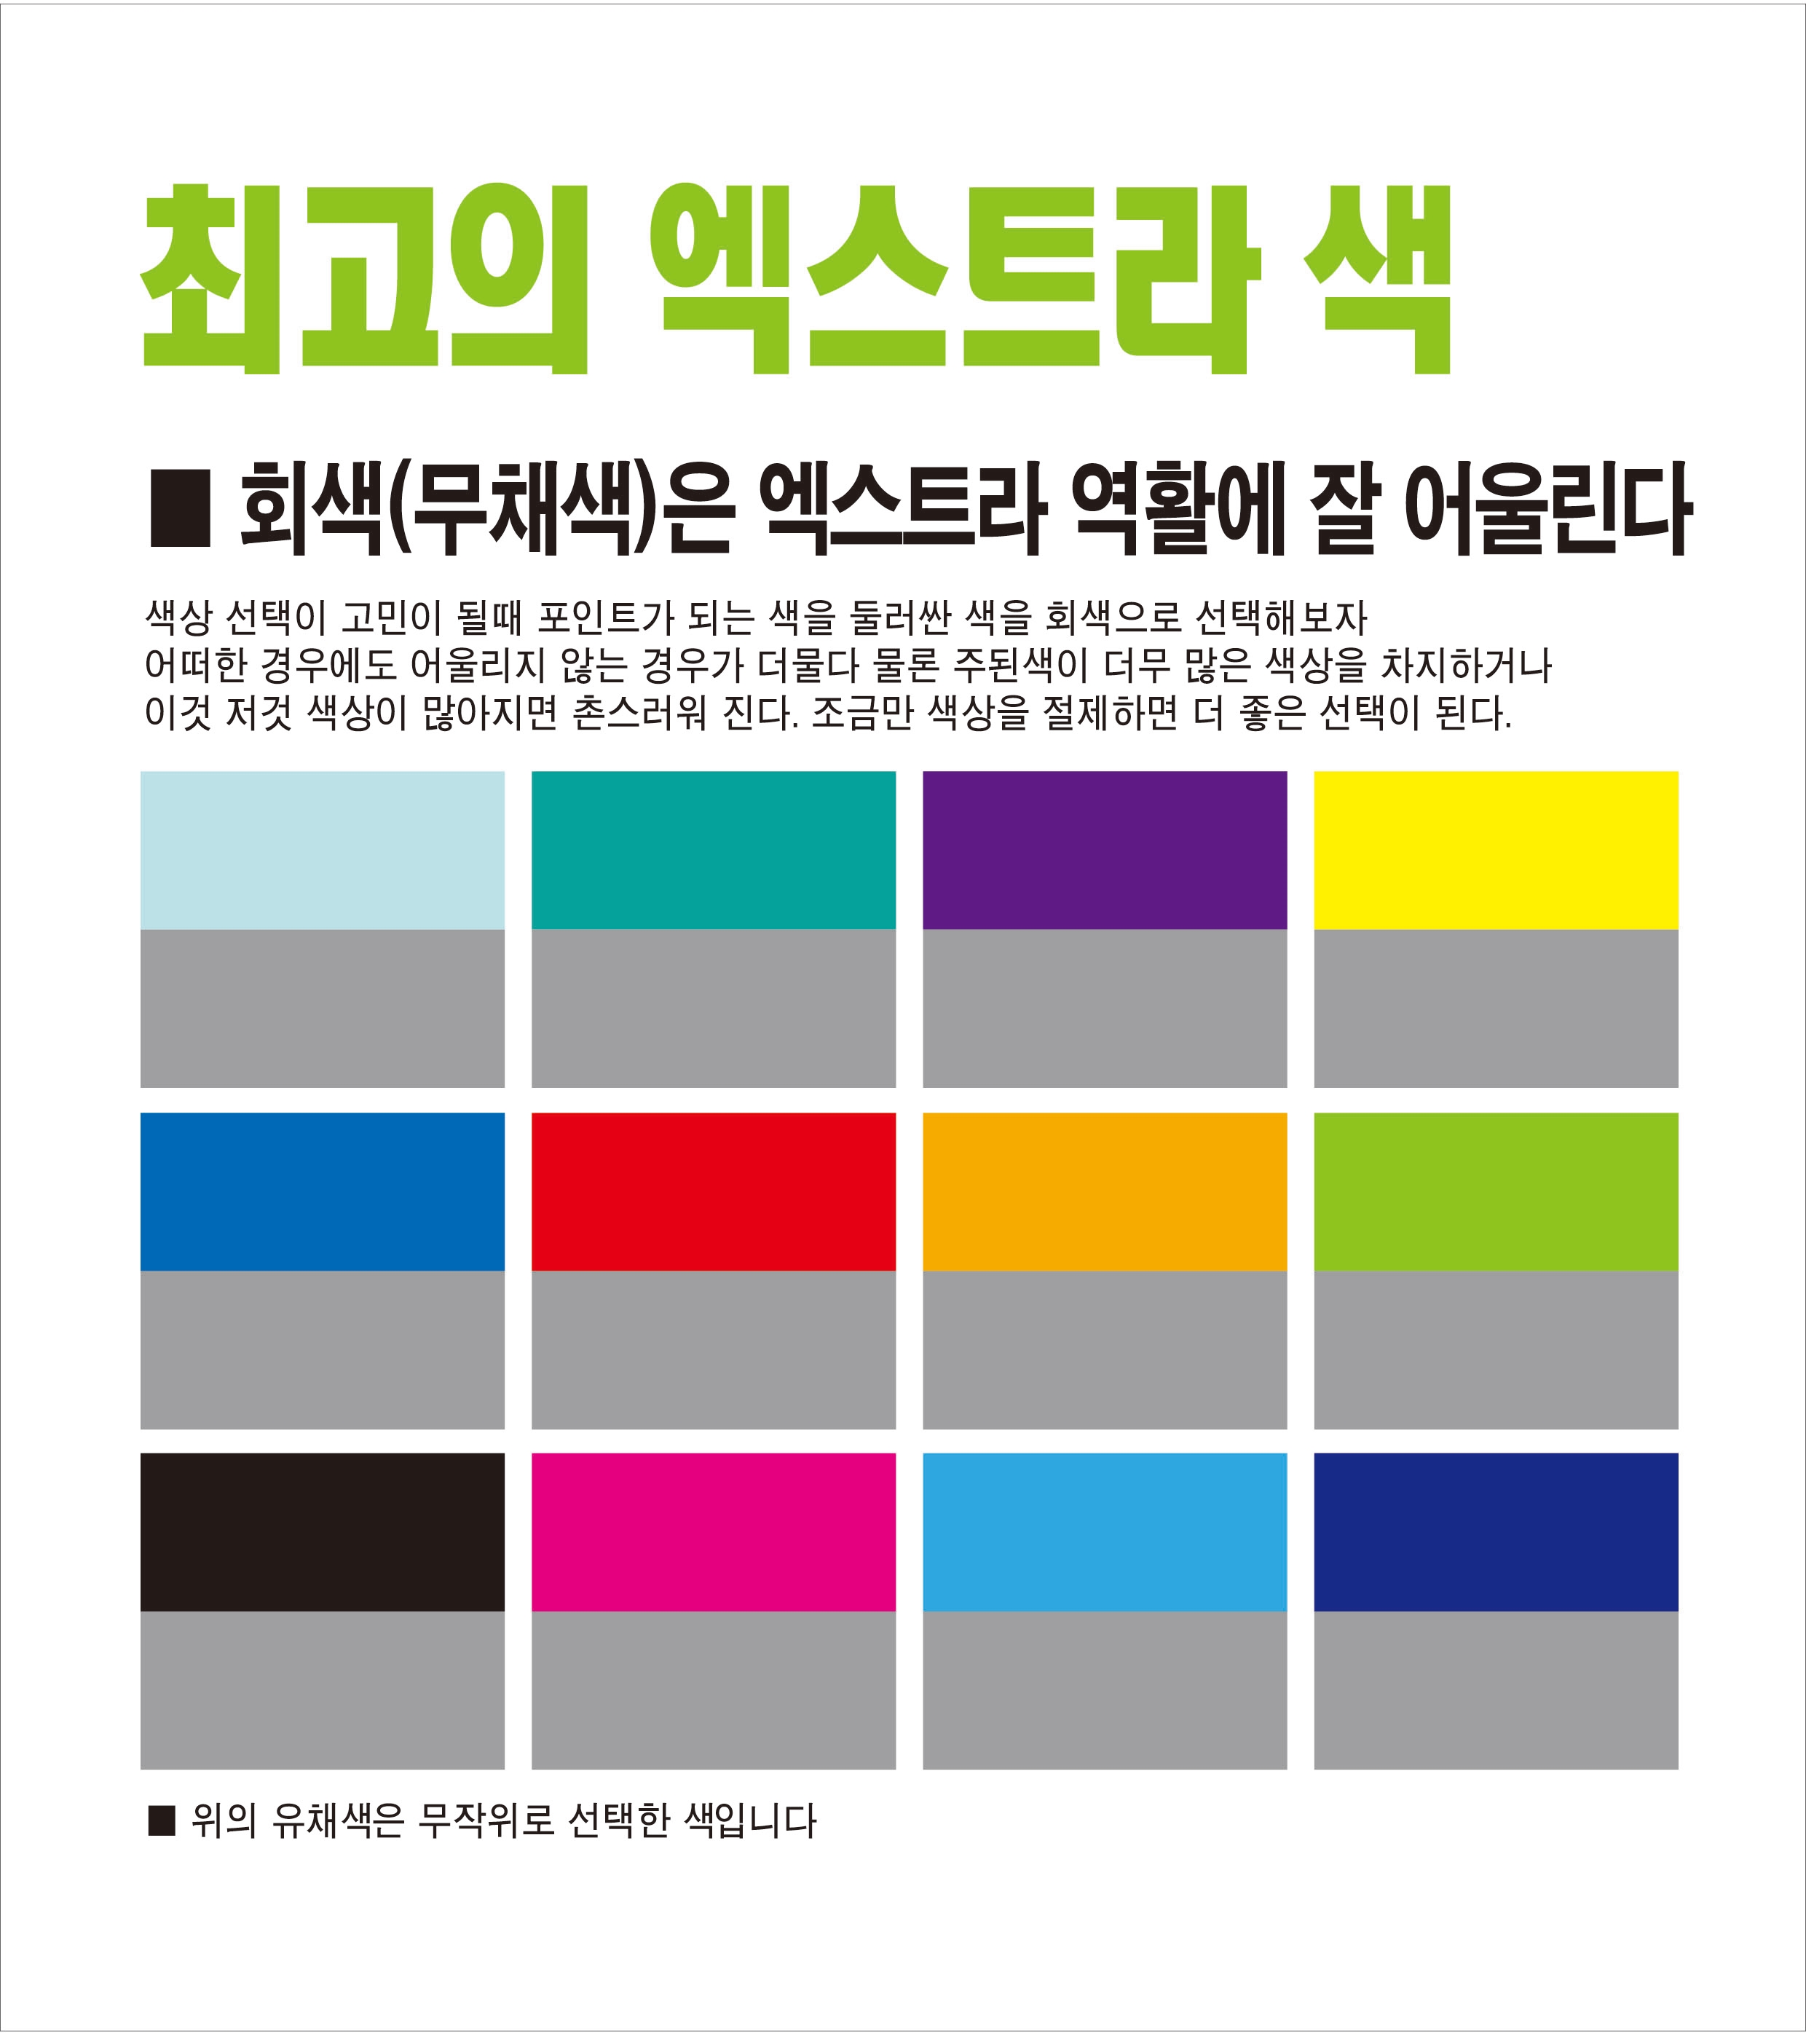 최고의 엑스트라 색
■ 회색(무채색)은 엑스트라 역할에 잘 어울린다
색상 선택이 고민이 될때 포인트가 되는 색을 둘러싼 색을 회색으로 선택해보자
어떠한 경우에도 어울리지 않는 경우가 더물다 물론 주된색이 더무 많은 색상을 차지하거나
이것 저것 색상이 많아지면 촌스러워 진다. 조금만 색상을 절제하면 더 좋은 선택이 된다.
■ 위의 유채색은 무작위로 선택한 색입니다